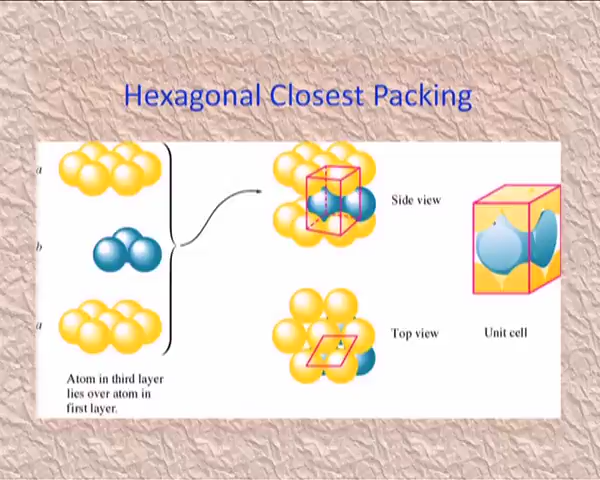 Hexagonal Closest Packing
a
Side view
b
a
Top view
Unit cell
Atom in third layer
lies over atom in
first layer.